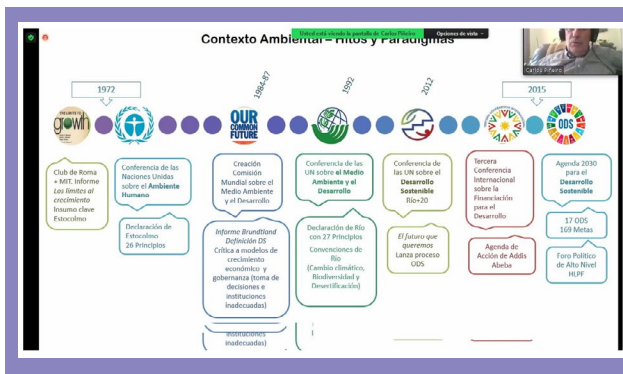 Usted está viendo la pantalla de Carlos Piñeiro
Opciones de vista
Contexto Ambiental – Hitos y Paradigmas
Carlos Piñeiro
1972
1984-87
1992
2012
2015
THE LIMITS TO
growth
OUR
COMMON
FUTURE
ODS
Club de Roma
+ MIT. Informe
Los límites al
crecimiento
Insumo clave
Estocolmo
Conferencia de las
Naciones Unidas
sobre el Ambiente
Humano
Declaración de
Estocolmo
26 Principios
Creación
Comisión
Mundial sobre el
Medio Ambiente
y el Desarrollo
Informe Brundtland
Definición DS
Crítica a modelos de
crecimiento
económico y
gobernanza (toma de
decisiones e
instituciones
inadecuadas)
instituciones
inadecuadas)
Conferencia de las
UN sobre el Medio
Ambiente y el
Desarrollo
Declaración de Río
con 27 Principios
Convenciones de
Río
(Cambio climático,
Biodiversidad y
Desertificación)
Conferencia de
las UN sobre el
Desarrollo
Sostenible
Río+20
El futuro que
queremos
Lanza proceso
ODS
Tercera
Conferencia
Internacional
sobre la
Financiación
para el
Desarrollo
Agenda de
Acción de Addis
Abeba
Agenda 2030
para el
Desarrollo
Sostenible
17 ODS
169 Metas
Foro Político
de Alto Nivel
HLPF